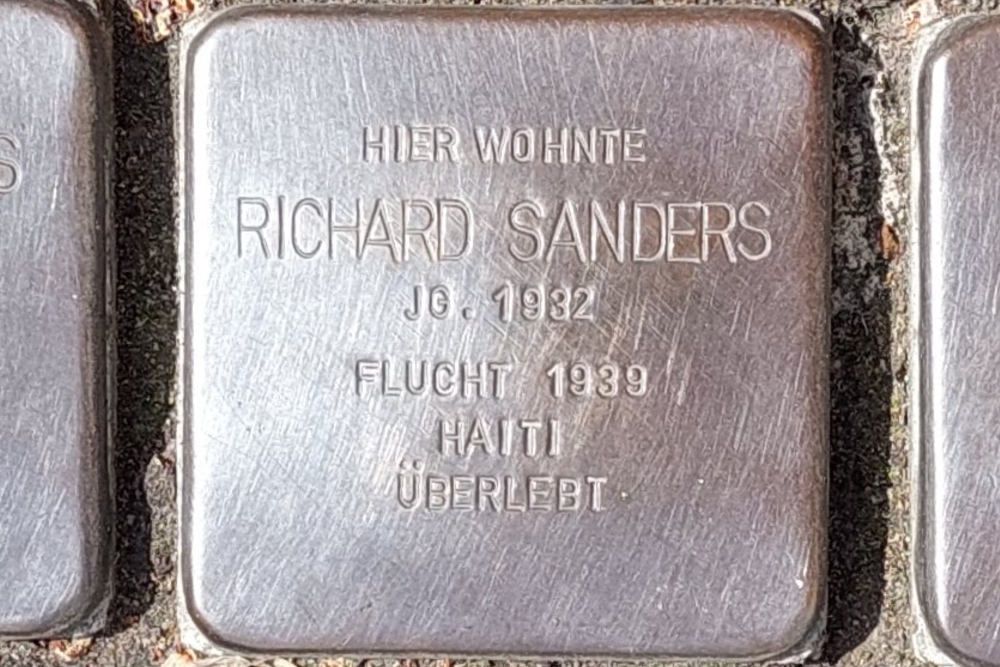 HIER WOHNTE
RICHARD SANDERS
JG. 1932
FLUCHT 1939
HAITI
ÜBERLEBT